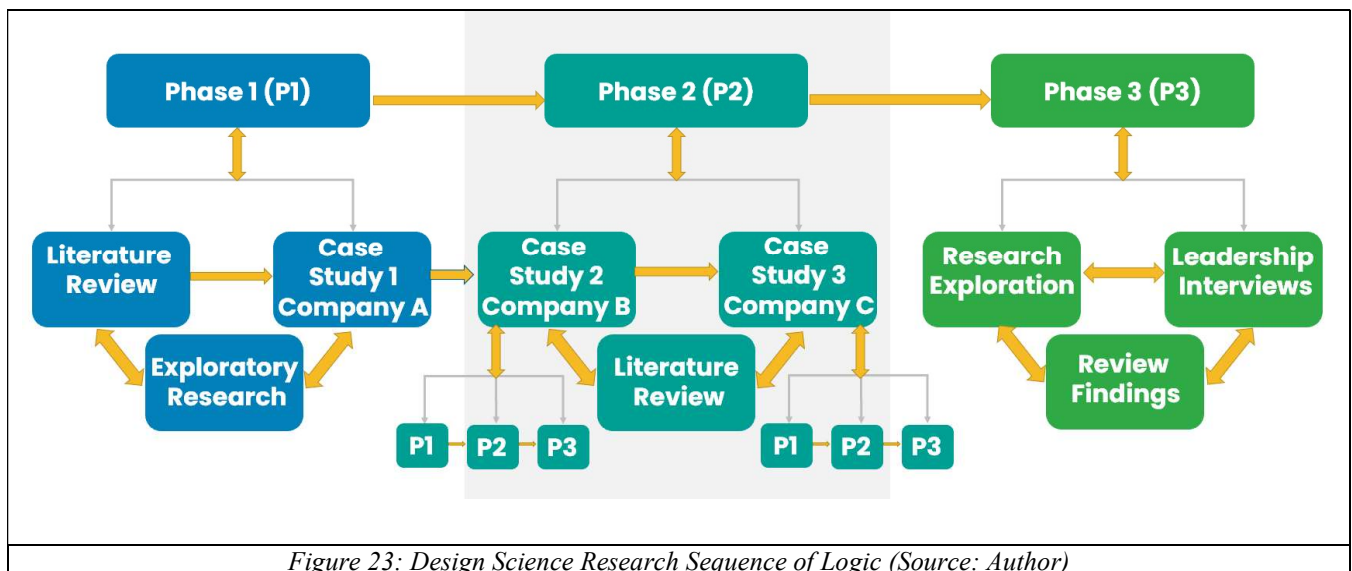 Phase 1 (P1)
Phase 2 (P2)
Phase 3 (P3)
Literature
Review
Case
Study 1
Company A
Exploratory
Research
Case
Study 2
Company B
Case
Study 3
Company C
Literature
Review
P1
P2
P3
P1
P2
P3
Research
Exploration
Leadership
Interviews
Review
Findings
Figure 23: Design Science Research Sequence of Logic (Source: Author)